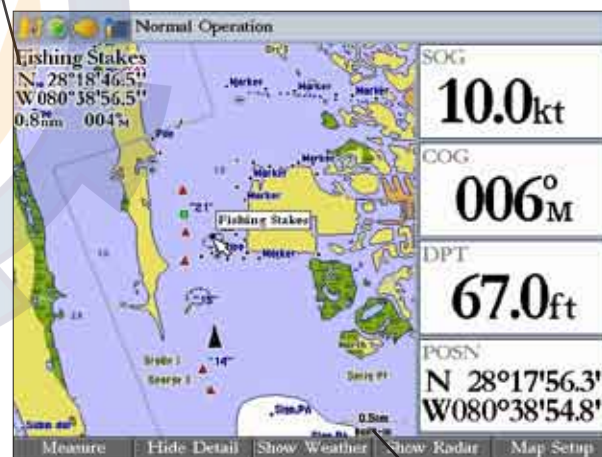 Normal Operation
Fishing Stakes
N 28°18'46.5"
W080°38'56.5"
0.8nm 004°M
SOG
10.0kt
COG
006°M
DPT
67.0ft
POSN
N 28°17'56.3"
W080°38'54.8"
Marker
Marker
Marker
Pile
Marker
Marker
Marker
"21"
Fishing Stakes
Marker
"14"
Measure
Hide Detail
Show Weather
Show Radar
Map Setup